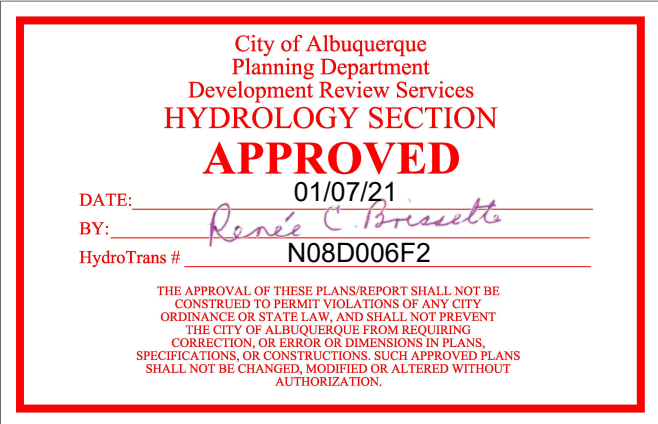 City of Albuquerque
Planning Department
Development Review Services
HYDROLOGY SECTION
APPROVED
DATE: 01/07/21
BY: Renée C. Brissette
HydroTrans # N08D006F2
THE APPROVAL OF THESE PLANS/REPORT SHALL NOT BE
CONSTRUED TO PERMIT VIOLATIONS OF ANY CITY
ORDINANCE OR STATE LAW, AND SHALL NOT PREVENT
THE CITY OF ALBUQUERQUE FROM REQUIRING
CORRECTION, OR ERROR OR DIMENSIONS IN PLANS,
SPECIFICATIONS, OR CONSTRUCTIONS. SUCH APPROVED PLANS
SHALL NOT BE CHANGED, MODIFIED OR ALTERED WITHOUT
AUTHORIZATION.